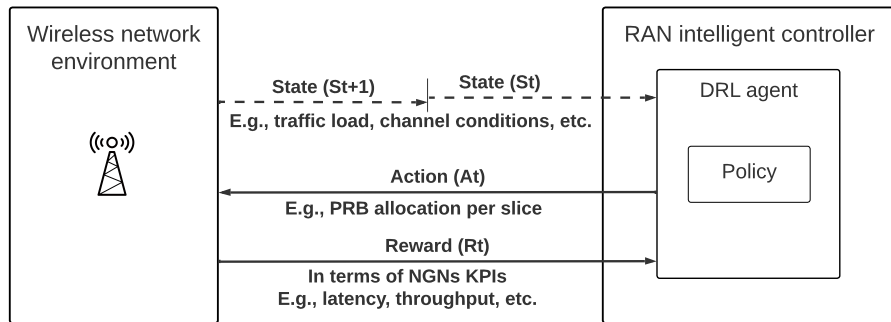 Wireless network
environment
RAN intelligent controller
State (St+1)
State (St)
E.g., traffic load, channel conditions, etc.
DRL agent
Policy
Action (At)
E.g., PRB allocation per slice
Reward (Rt)
In terms of NGNs KPIs
E.g., latency, throughput, etc.